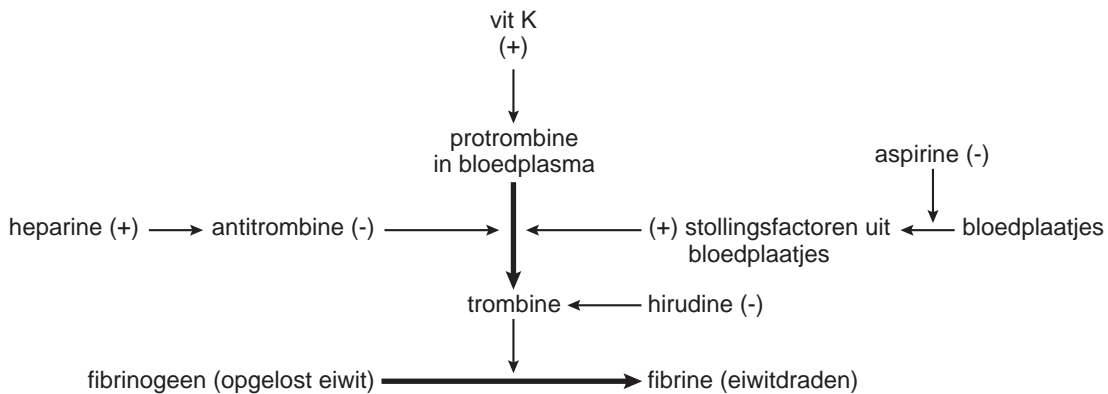 vit K
(+)
protrombine
in bloedplasma
aspirine (-)
heparine (+)
antitrombine (-)
(+) stollingsfactoren uit
bloedplaatjes
bloedplaatjes
trombine
hirudine (-)
fibrinogeen (opgelost eiwit)
fibrine (eiwitdraden)